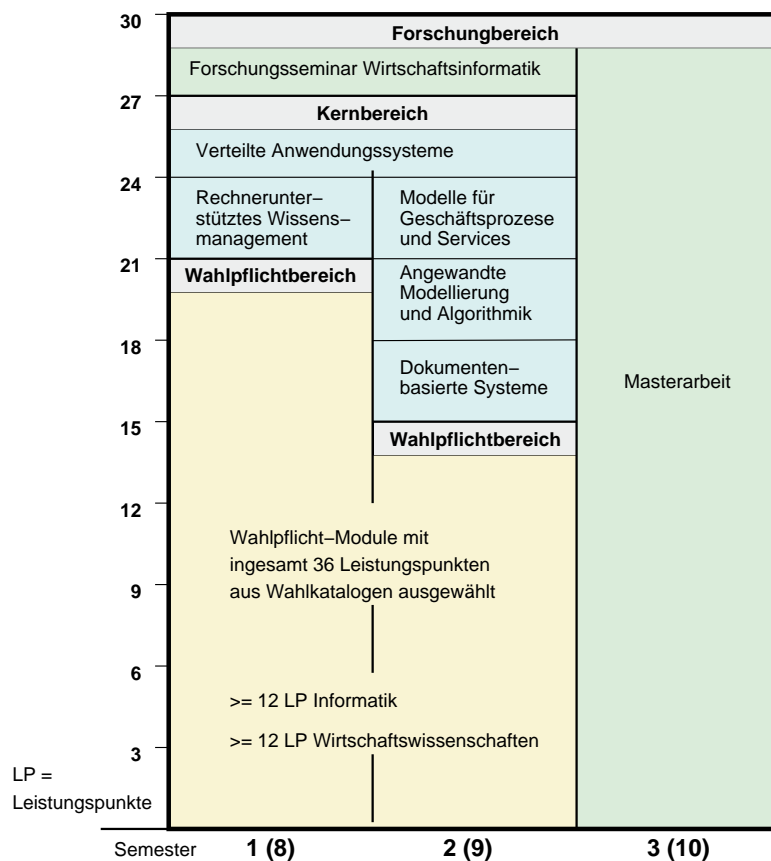 30
Forschungbereich
Forschungsseminar Wirtschaftsinformatik
27
Kernbereich
Verteilte Anwendungssysteme
24
Rechnerunter–
stütztes Wissens–
management
Modelle für
Geschäftsprozese
und Services
21
Wahlpflichtbereich
Angewandte
Modellierung
und Algorithmik
18
Dokumenten–
basierte Systeme
Masterarbeit
15
Wahlpflichtbereich
12
Wahlpflicht–Module mit
ingesamt 36 Leistungspunkten
aus Wahlkatalogen ausgewählt
9
6
>= 12 LP Informatik
>= 12 LP Wirtschaftswissenschaften
3
LP =
Leistungspunkte
Semester 1 (8) 2 (9) 3 (10)